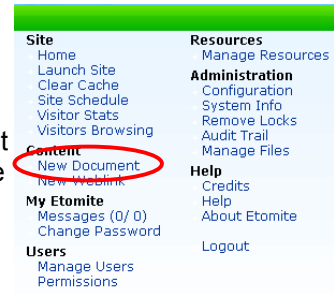 Site
Home
Launch Site
Clear Cache
Site Schedule
Visitor Stats
Visitors Browsing
Content
New Document
New Weblink
My Etomite
Messages (0/ 0)
Change Password
Users
Manage Users
Permissions
Resources
Manage Resources
Administration
Configuration
System Info
Remove Locks
Audit Trail
Manage Files
Help
Credits
Help
About Etomite
Logout
t
e